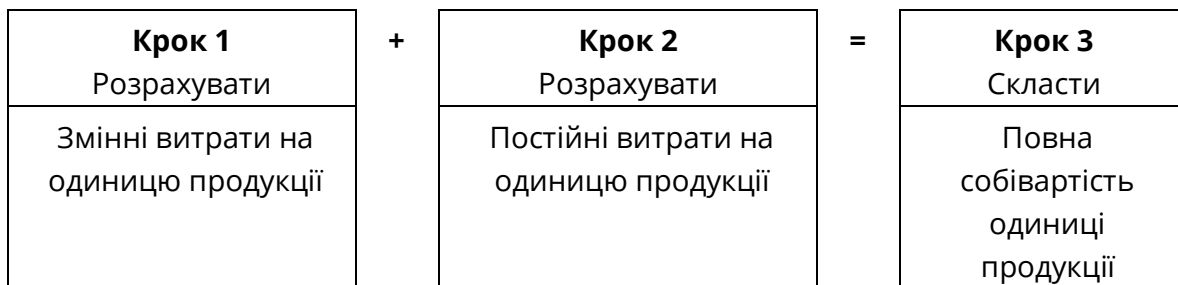 Крок 1 + Крок 2 = Крок 3
Розрахувати Розрахувати Скласти
Змінні витрати на Постійні витрати на Повна
одиницю продукції одиницю продукції собівартість
одиниці
продукції